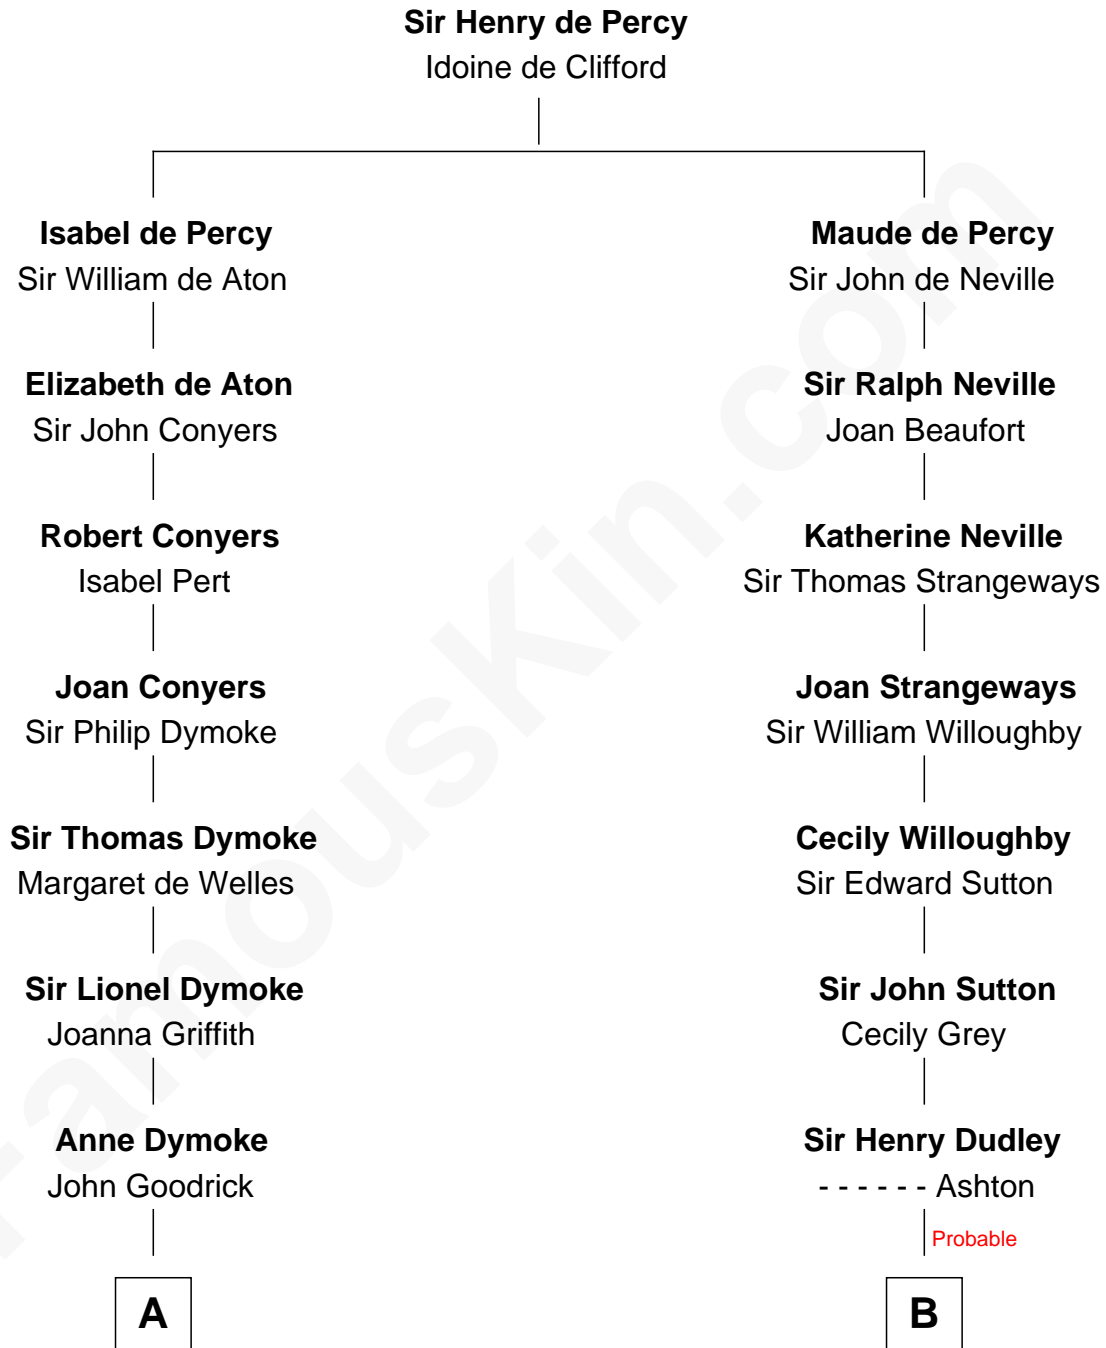 Sir Henry de Percy
Idoine de Clifford
Isabel de Percy
Sir William de Aton
Maude de Percy
Sir John de Neville
Elizabeth de Aton
Sir John Conyers
Sir Ralph Neville
Joan Beaufort
Robert Conyers
Isabel Pert
Katherine Neville
Sir Thomas Strangeways
Joan Conyers
Sir Philip Dymoke
Joan Strangeways
Sir William Willoughby
Sir Thomas Dymoke
Margaret de Welles
Cecily Willoughby
Sir Edward Sutton
Sir Lionel Dymoke
Joanna Griffith
Sir John Sutton
Cecily Grey
Anne Dymoke
John Goodrick
Sir Henry Dudley
- - - - - - Ashton
Probable
A
B
FamousKin.com